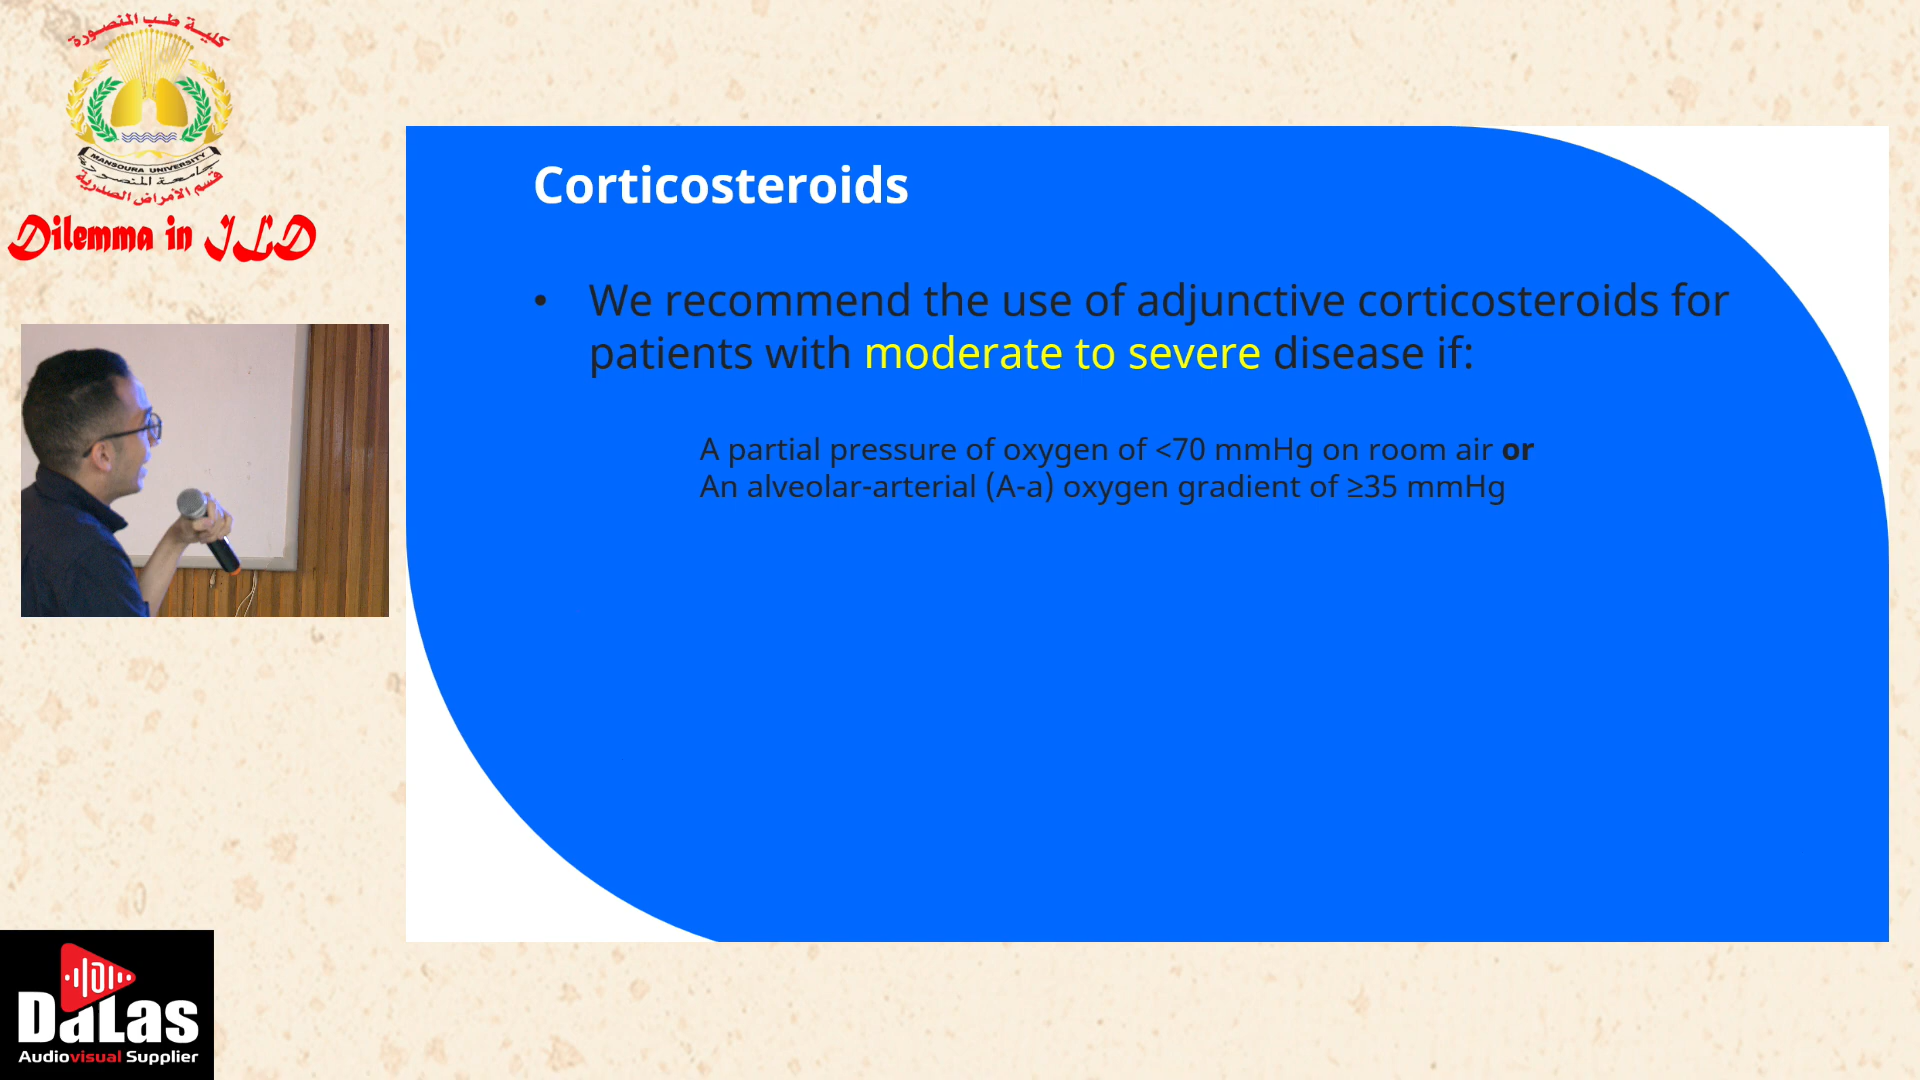 كلية طب المنصورة
MANSOURA UNIVERSITY
جامعة المنصورة
قسم الأمراض الصدرية
Dilemma in ILD
Corticosteroids
• We recommend the use of adjunctive corticosteroids for
patients with moderate to severe disease if:
A partial pressure of oxygen of <70 mmHg on room air or
An alveolar-arterial (A-a) oxygen gradient of ≥35 mmHg
DaLas
Audiovisual Supplier